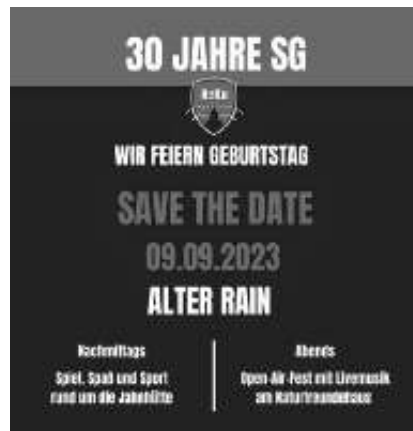 30 JAHRE SG
WIR FEIERN GEBURTSTAG
SAVE THE DATE
09.09.2023
ALTER RAIN
Nachmittags
Spiel, Spaß und Sport
rund um die Jahnhütte
Abends
Open-Air-Fest mit Livemusik
am Naturfreundehaus